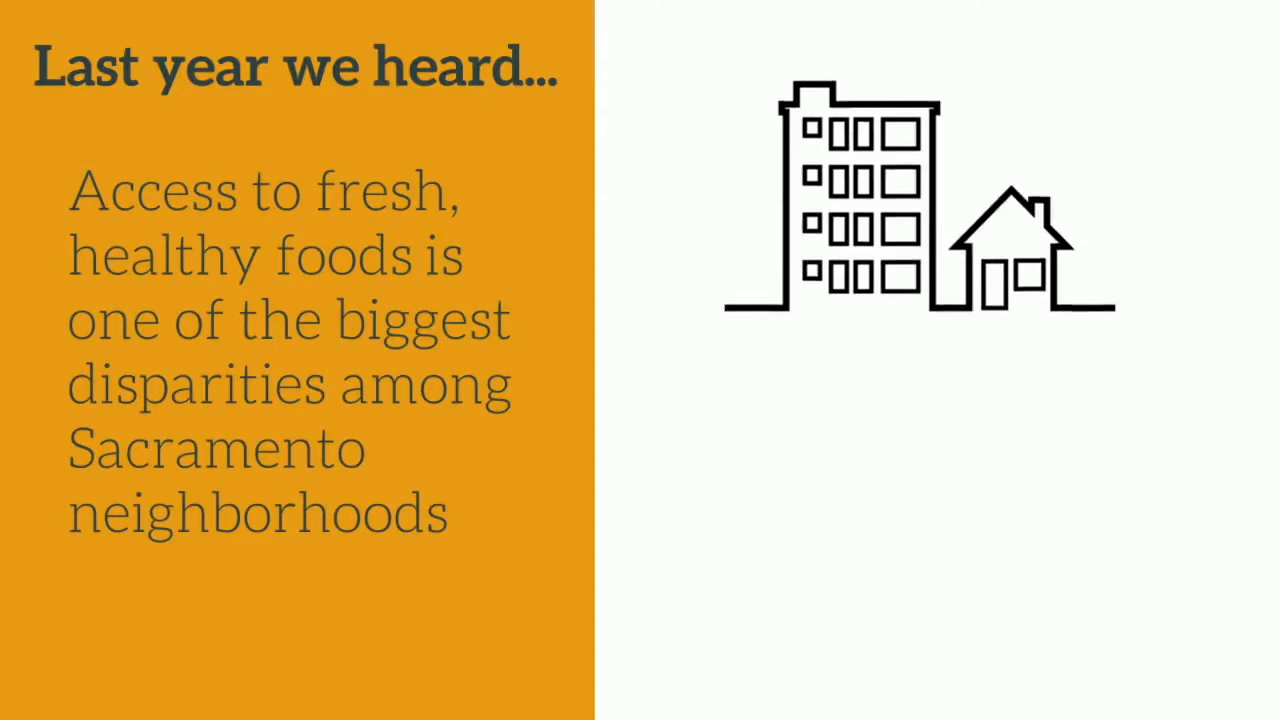 Last year we heard...
Access to fresh,
healthy foods is
one of the biggest
disparities among
Sacramento
neighborhoods